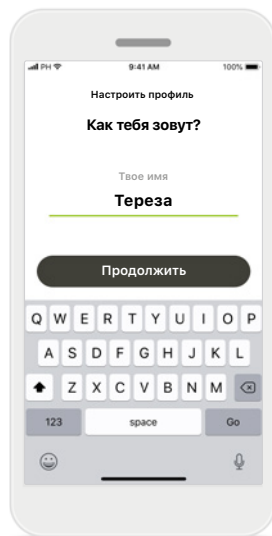 PH 9:41 AM 100%
Настроить профиль
Как тебя зовут?
Твое имя
Тереза
Продолжить
Q W E R T Y U I O P
A S D F G H J K L
Z X C V B N M
123 space Go